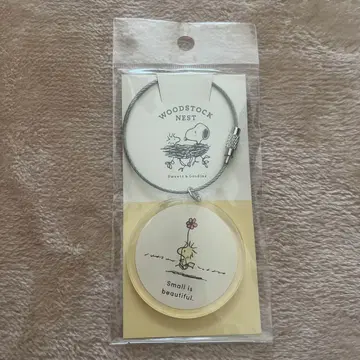 WOODSTOCK
NEST
Small is
beautiful.